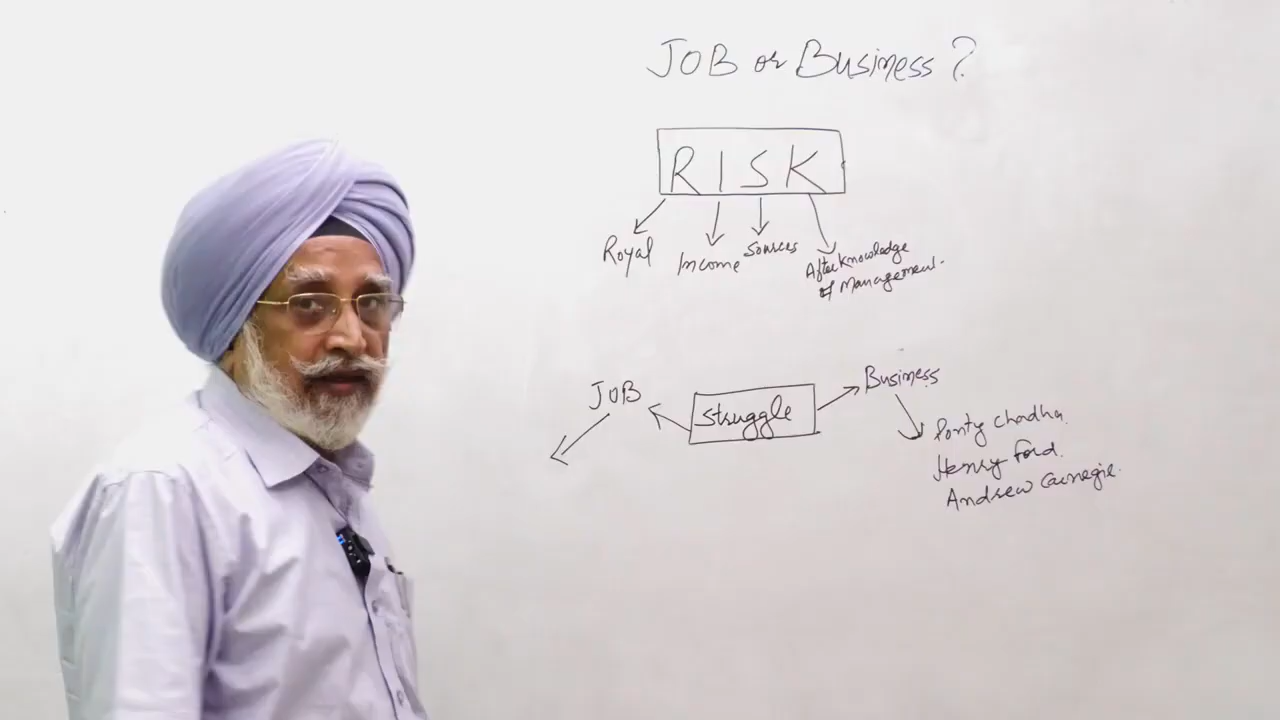 JOB or Business?
RISK
Royal
Income
Sources
After knowledge
of Management.
JOB
Struggle
Business
Ponty Chadha.
Henry Ford.
Andrew Carnegie.